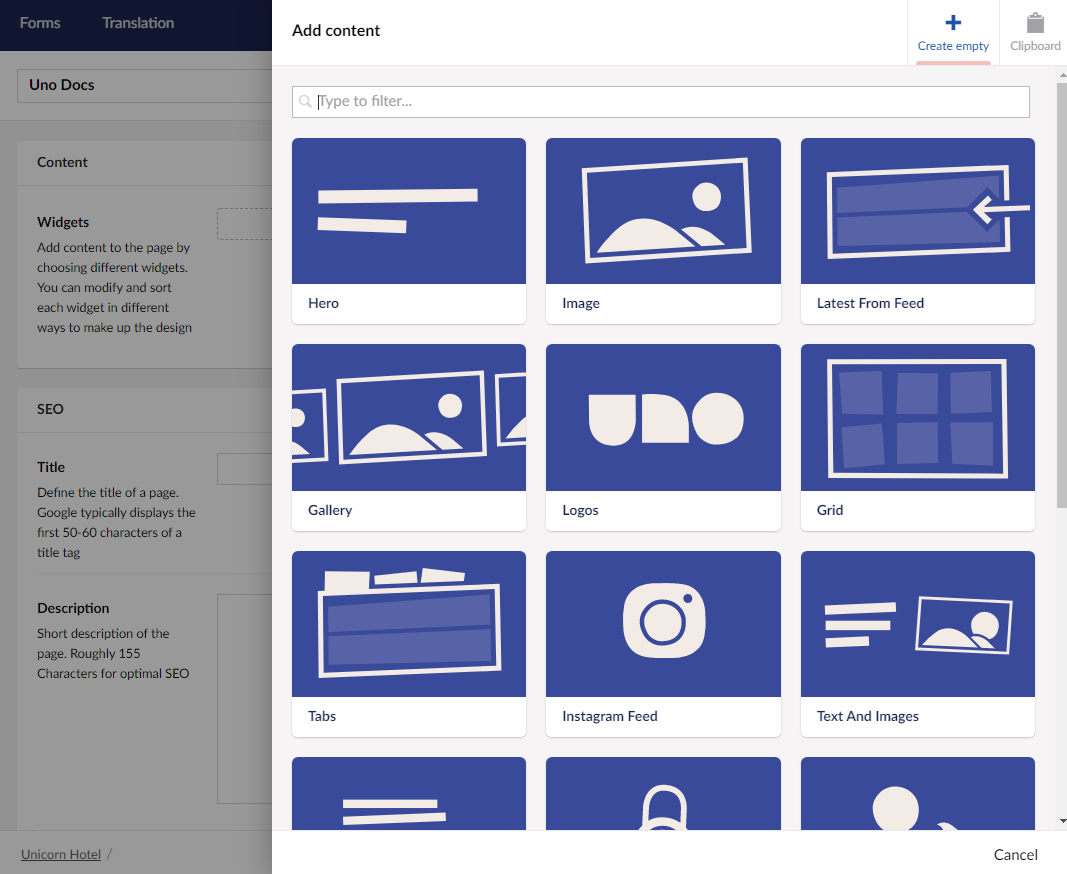 Forms Translation
Uno Docs
Content
Widgets
Add content to the page by
choosing different widgets.
You can modify and sort
each widget in different
ways to make up the design
SEO
Title
Define the title of a page.
Google typically displays the
first 50-60 characters of a
title tag
Description
Short description of the
page. Roughly 155
Characters for optimal SEO
Unicorn Hotel /
Add content
Create empty
Clipboard
Type to filter...
Hero
Image
Latest From Feed
Gallery
uno
Logos
Grid
Tabs
Instagram Feed
Text And Images
Cancel